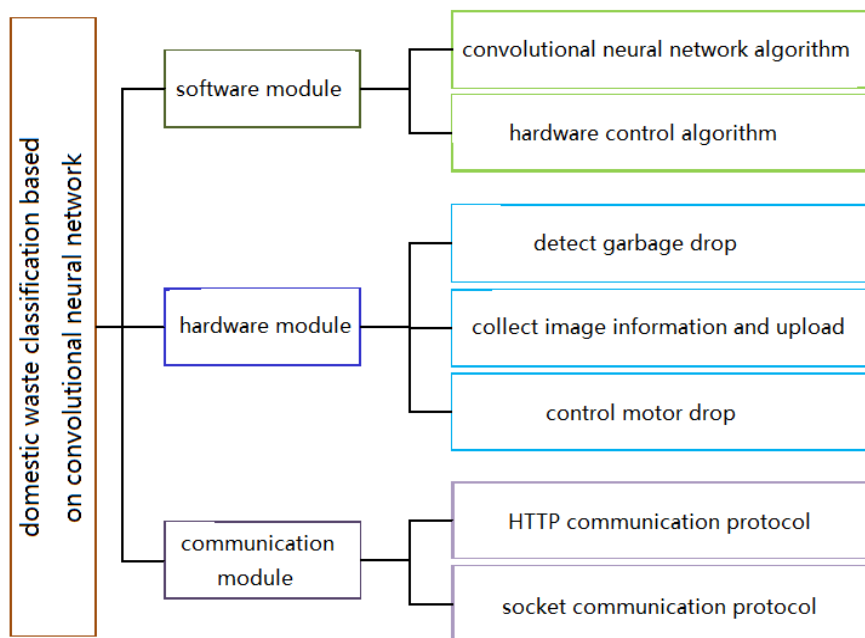 domestic waste classification based
on convolutional neural network
software module
convolutional neural network algorithm
hardware control algorithm
hardware module
detect garbage drop
collect image information and upload
control motor drop
communication
module
HTTP communication protocol
socket communication protocol